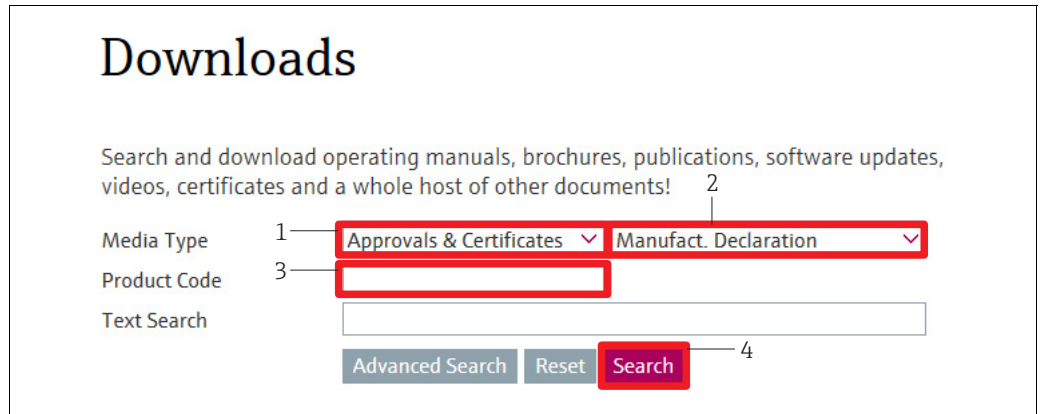 Downloads
Search and download operating manuals, brochures, publications, software updates,
videos, certificates and a whole host of other documents!
2
Media Type 1 Approvals & Certificates Manufact. Declaration
Product Code 3
Text Search
Advanced Search Reset Search 4